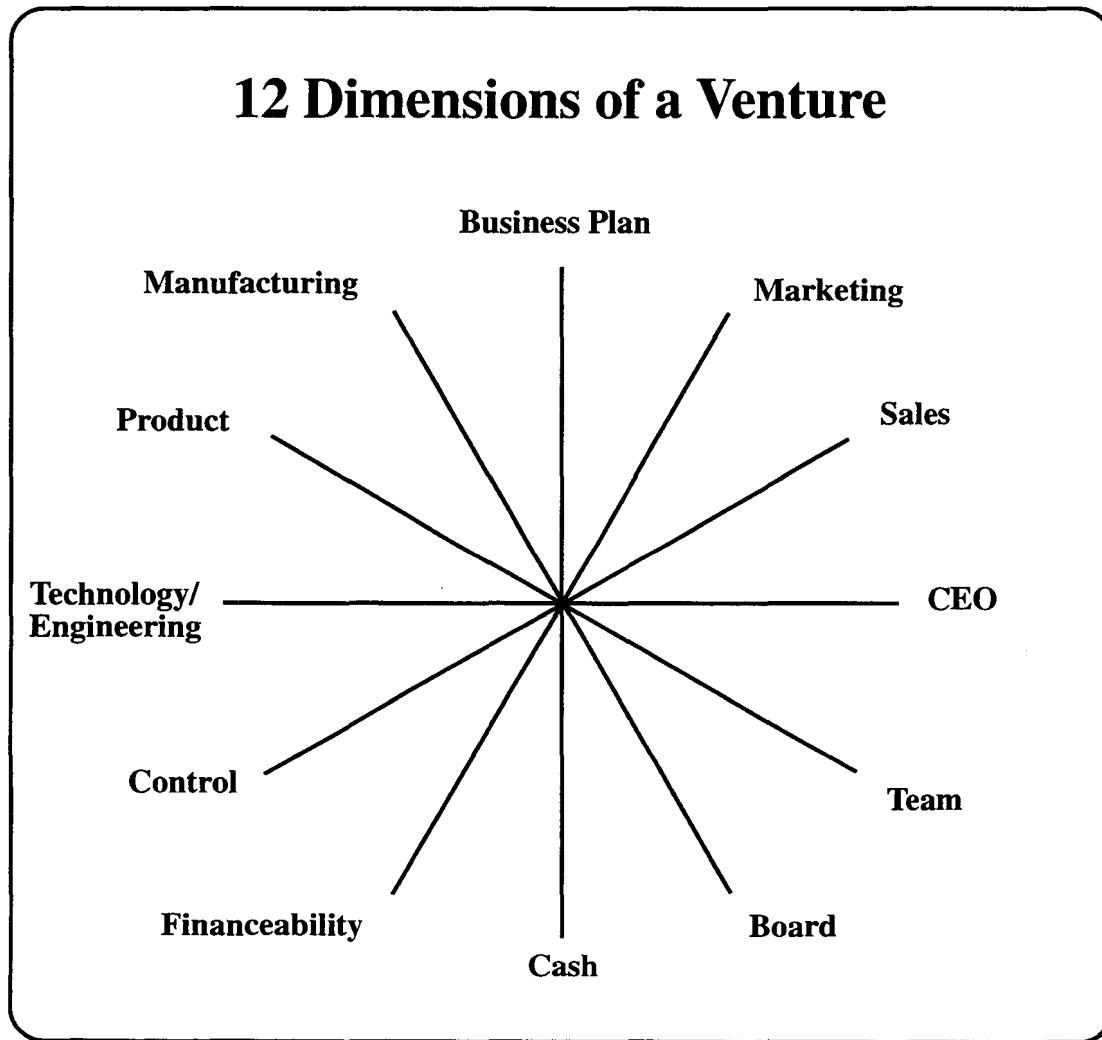 12 Dimensions of a Venture
Business Plan
Manufacturing
Marketing
Product
Sales
Technology/
Engineering
CEO
Control
Team
Financeability
Board
Cash